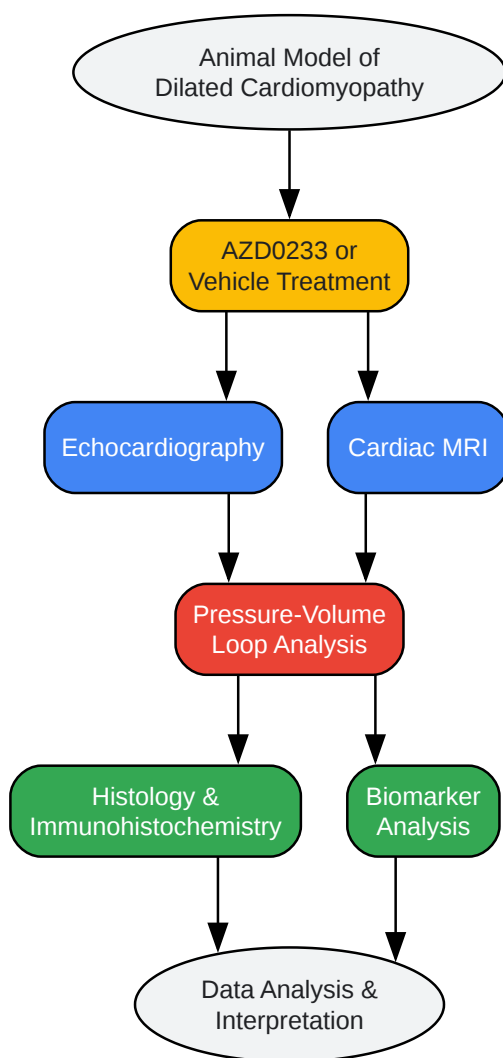 Animal Model of
Dilated Cardiomyopathy
AZD0233 or
Vehicle Treatment
Echocardiography
Cardiac MRI
Pressure-Volume
Loop Analysis
Histology &
Immunohistochemistry
Biomarker
Analysis
Data Analysis &
Interpretation